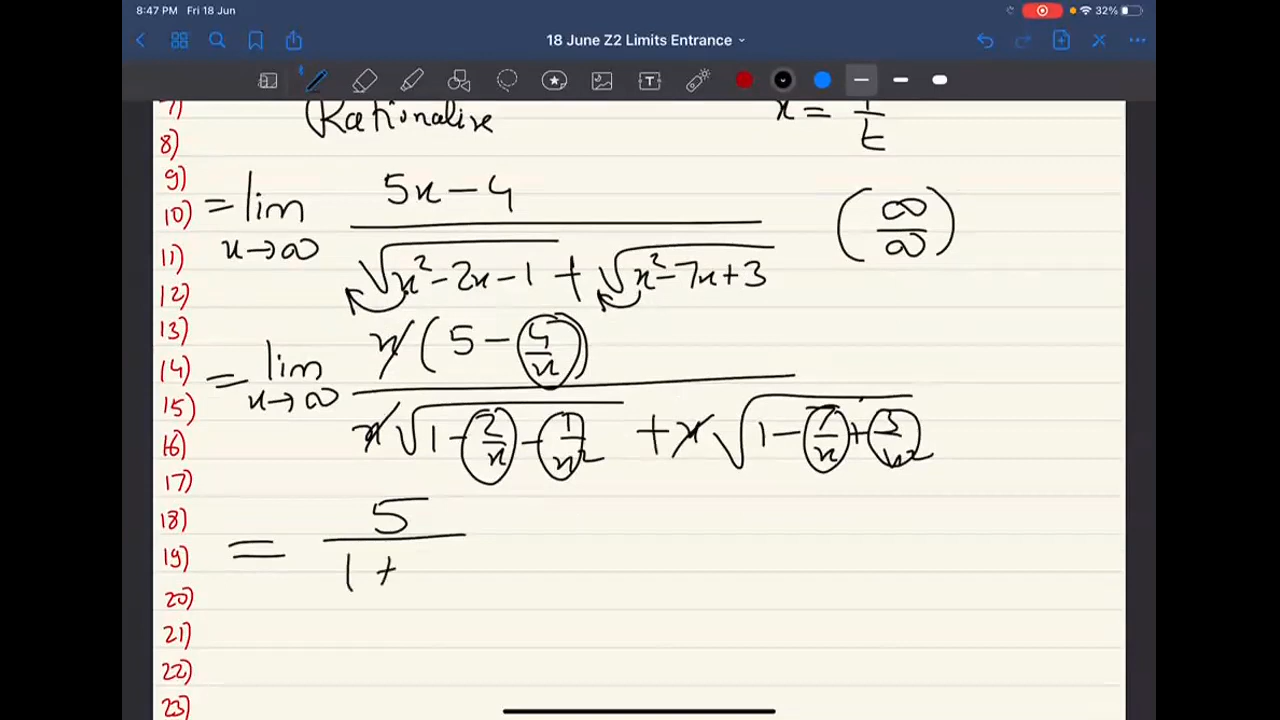 8:47 PM Fri 18 Jun 32%
18 June Z2 Limits Entrance
7) Rationalise x = 1/t
8)
9) = lim 5x - 4
10) x→∞ (∞/∞)
11) √x²-2x-1 + √x²-7x+3
12)
13) x(5 - 4/x)
14) = lim
15) x→∞
16) x√1 - 2/x - 1/x² + x√1 - 7/x + 3/x²
17)
18) 5
19) = 1 +
20)
21)
22)
23)